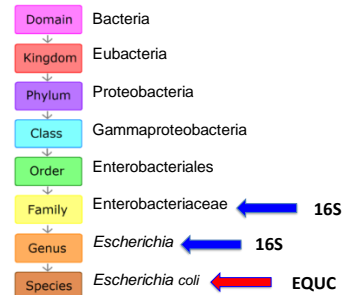 Domain Bacteria
Kingdom Eubacteria
Phylum Proteobacteria
Class Gammaproteobacteria
Order Enterobacteriales
Family Enterobacteriaceae 16S
Genus Escherichia 16S
Species Escherichia coli EQUC